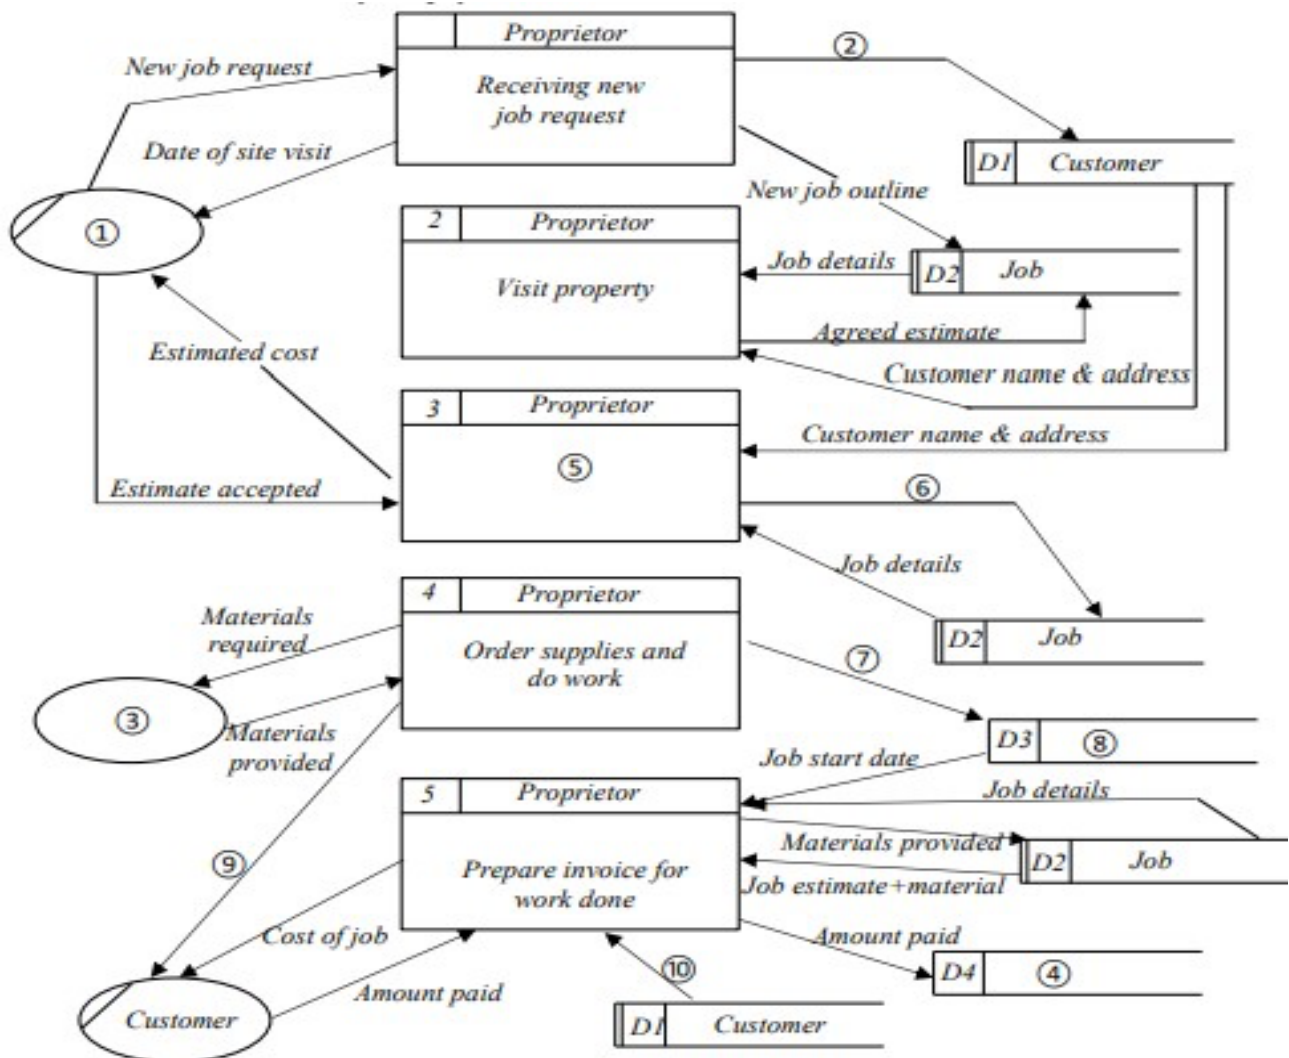 Proprietor
②
New job request
Receiving new
job request
Date of site visit
D1 Customer
New job outline
①
2 Proprietor
Job details
D2 Job
Visit property
Agreed estimate
Estimated cost
Customer name & address
3 Proprietor
Customer name & address
⑤
Estimate accepted
⑥
Job details
4 Proprietor
Materials
required
D2 Job
Order supplies and
do work
⑦
③
Materials
provided
D3 ⑧
Job start date
5 Proprietor
Job details
Materials provided
⑨
D2 Job
Prepare invoice for
work done
Job estimate+material
Cost of job
Amount paid
D4 ④
⑩
Amount paid
Customer
D1 Customer